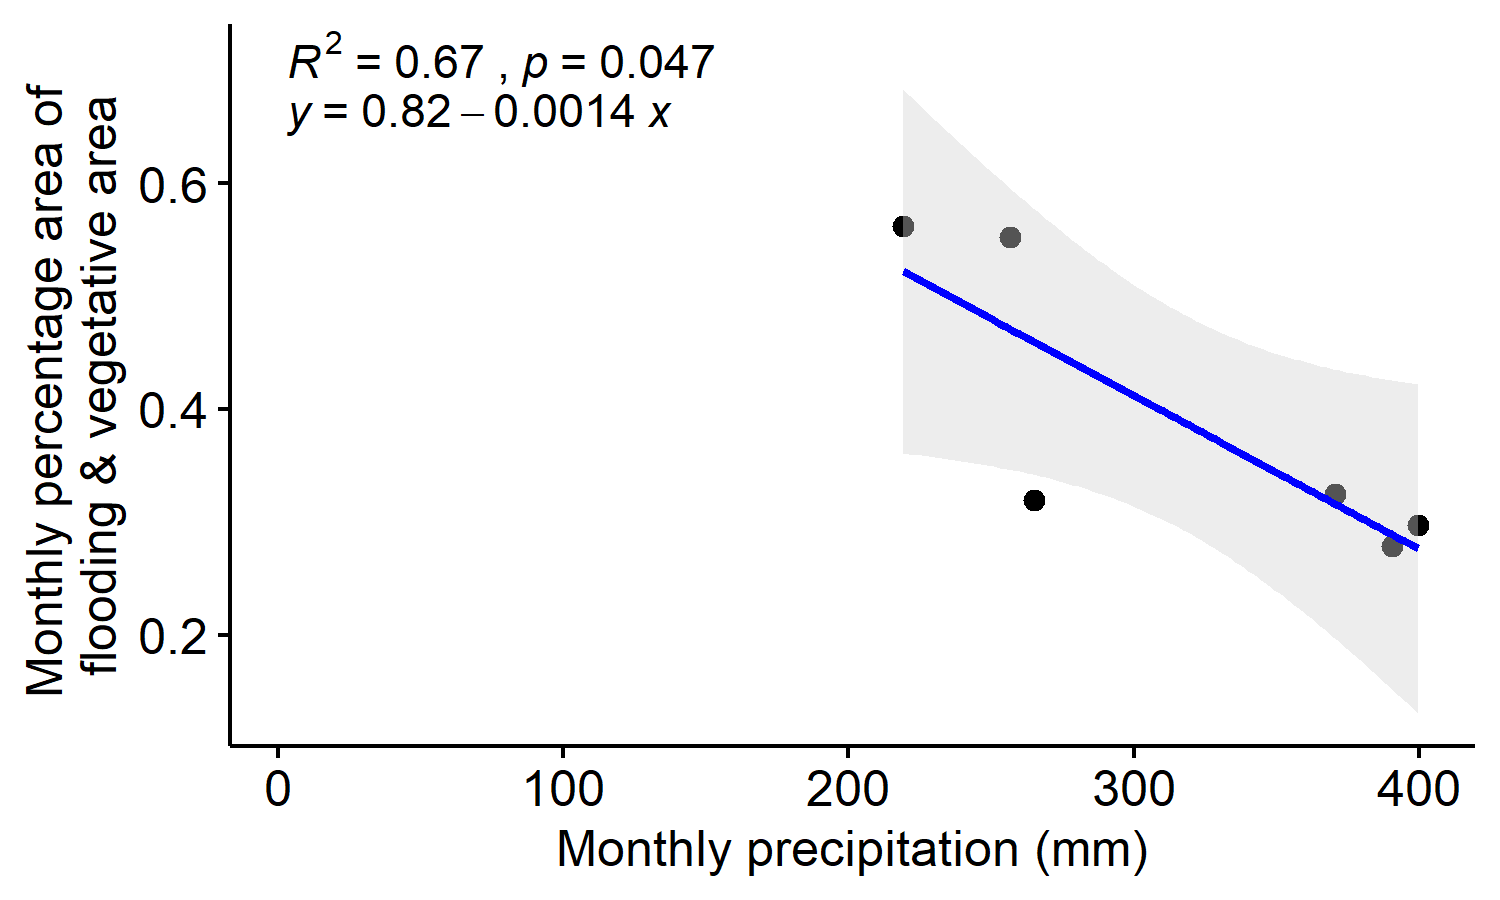 R² = 0.67 , p = 0.047
y = 0.82 – 0.0014 x
Monthly percentage area of
flooding & vegetative area
0.6
0.4
0.2
0 100 200 300 400
Monthly precipitation (mm)